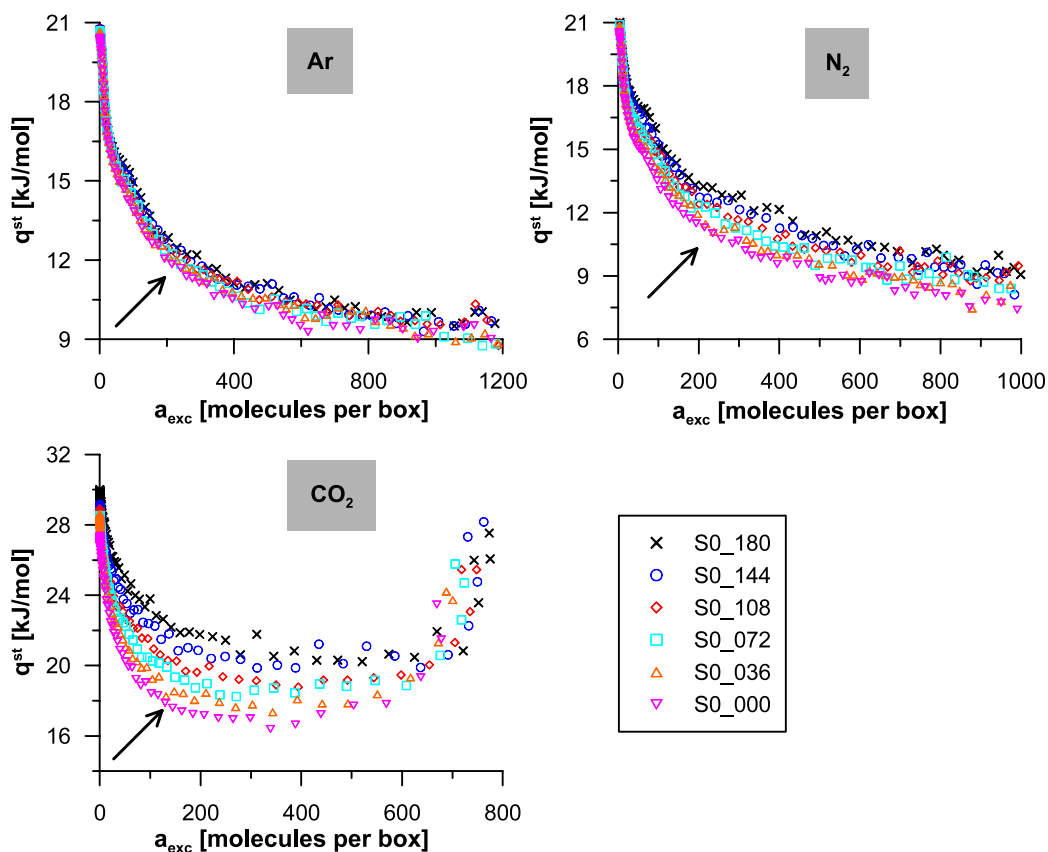 21
18
15
12
9
q^st [kJ/mol]
Ar
0
400
800
1200
a_exc [molecules per box]
21
18
15
12
9
6
q^st [kJ/mol]
N₂
0
200
400
600
800
1000
a_exc [molecules per box]
32
28
24
20
16
q^st [kJ/mol]
CO₂
0
200
400
600
800
a_exc [molecules per box]
S0_180
S0_144
S0_108
S0_072
S0_036
S0_000